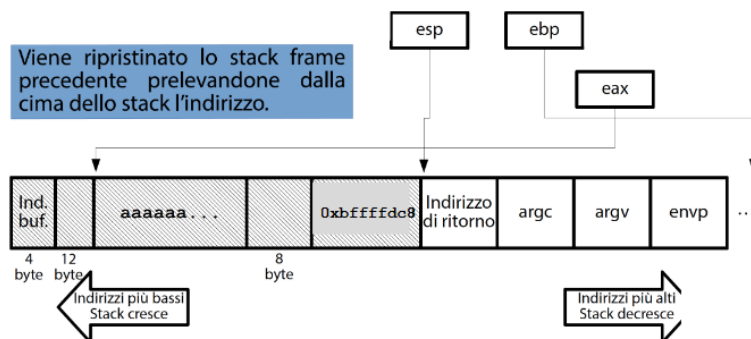 esp
ebp
Viene ripristinato lo stack frame
precedente prelevandone dalla
cima dello stack l'indirizzo.
eax
Ind.
buf.
aaaaaa...
0xbffffdc8
Indirizzo
di ritorno
argc
argv
envp
...
4
byte
12
byte
8
byte
Indirizzi più bassi
Stack cresce
Indirizzi più alti
Stack decresce